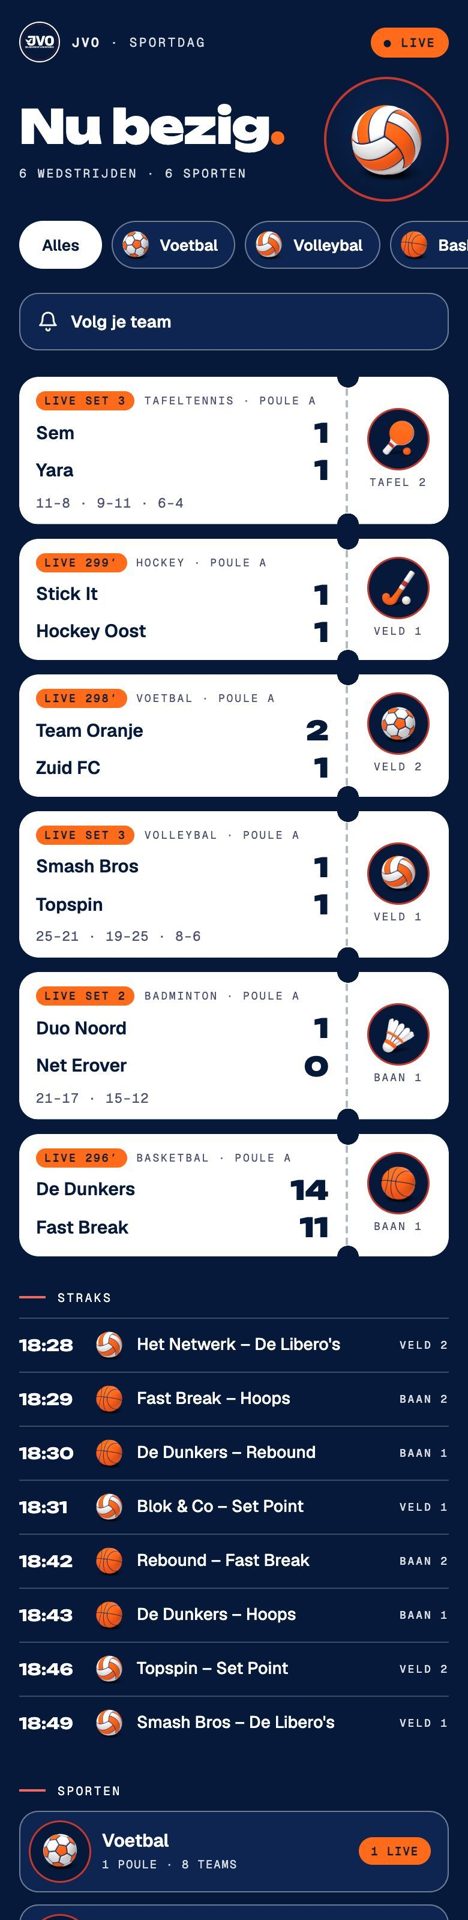 JVO
JVO · SPORTDAG
● LIVE
Nu bezig.
6 WEDSTRIJDEN · 6 SPORTEN
Alles
Voetbal
Volleybal
Volg je team
LIVE SET 3 TAFELTENNIS · POULE A
Sem 1
Yara 1
11-8 · 9-11 · 6-4
TAFEL 2
LIVE 299' HOCKEY · POULE A
Stick It 1
Hockey Oost 1
VELD 1
LIVE 298' VOETBAL · POULE A
Team Oranje 2
Zuid FC 1
VELD 2
LIVE SET 3 VOLLEYBAL · POULE A
Smash Bros 1
Topspin 1
25-21 · 19-25 · 8-6
VELD 1
LIVE SET 2 BADMINTON · POULE A
Duo Noord 1
Net Erover 0
21-17 · 15-12
BAAN 1
LIVE 296' BASKETBAL · POULE A
De Dunkers 14
Fast Break 11
BAAN 1
STRAKS
18:28 Het Netwerk – De Libero's VELD 2
18:29 Fast Break – Hoops BAAN 2
18:30 De Dunkers – Rebound BAAN 1
18:31 Blok & Co – Set Point VELD 1
18:42 Rebound – Fast Break BAAN 2
18:43 De Dunkers – Hoops BAAN 1
18:46 Topspin – Set Point VELD 2
18:49 Smash Bros – De Libero's VELD 1
SPORTEN
Voetbal
1 POULE · 8 TEAMS
1 LIVE